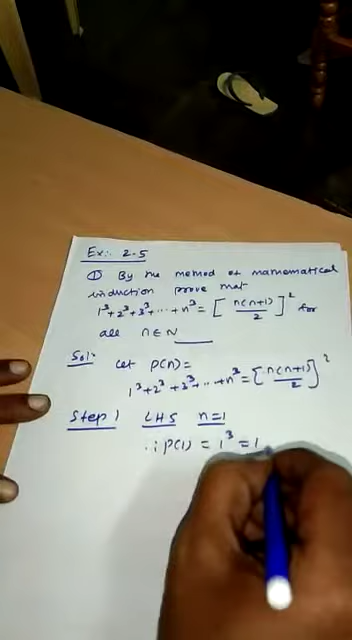 Ex:- 2.5
① By the method of mathematical
induction prove that
1³+2³+3³+...+n³ = [n(n+1)/2]² for
all n∈N
Sol:- Let P(n)=
1³+2³+3³+...+n³ = [n(n+1)/2]²
Step 1 LHS n=1
∴ P(1) = 1³ = 1